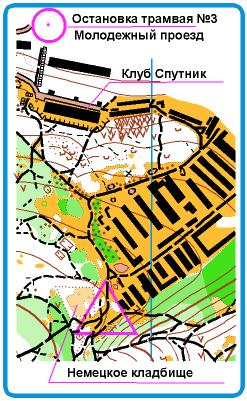 Остановка трамвая №3
Молодежный проезд
Клуб Спутник
Немецкое кладбище